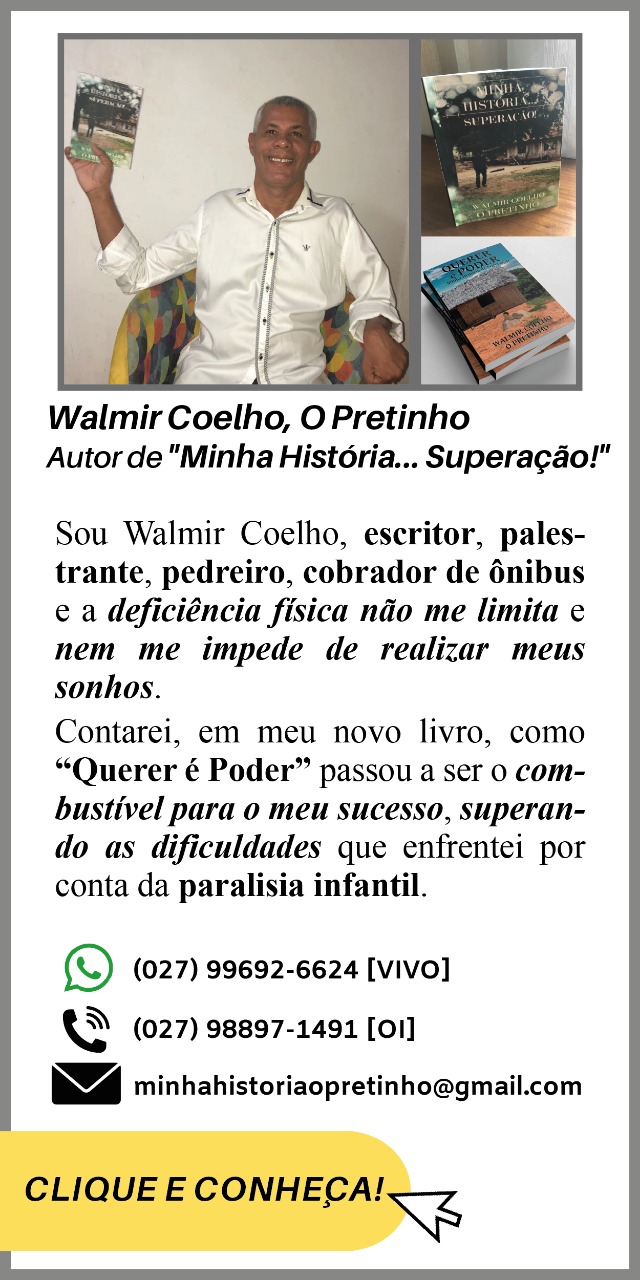 MINHA
HISTÓRIA...
SUPERAÇÃO!
O PRETINHO
MINHA
HISTÓRIA...
SUPERAÇÃO!
WALMIR COELHO
O PRETINHO
QUERER
É PODER
WALMIR COELHO
O PRETINHO
Walmir Coelho, O Pretinho
Autor de "Minha História... Superação!"
Sou Walmir Coelho, escritor, pales-
trante, pedreiro, cobrador de ônibus
e a deficiência física não me limita e
nem me impede de realizar meus
sonhos.
Contarei, em meu novo livro, como
“Querer é Poder” passou a ser o com-
bustível para o meu sucesso, superan-
do as dificuldades que enfrentei por
conta da paralisia infantil.
(027) 99692-6624 [VIVO]
(027) 98897-1491 [OI]
minhahistoriaopretinho@gmail.com
CLIQUE E CONHEÇA!